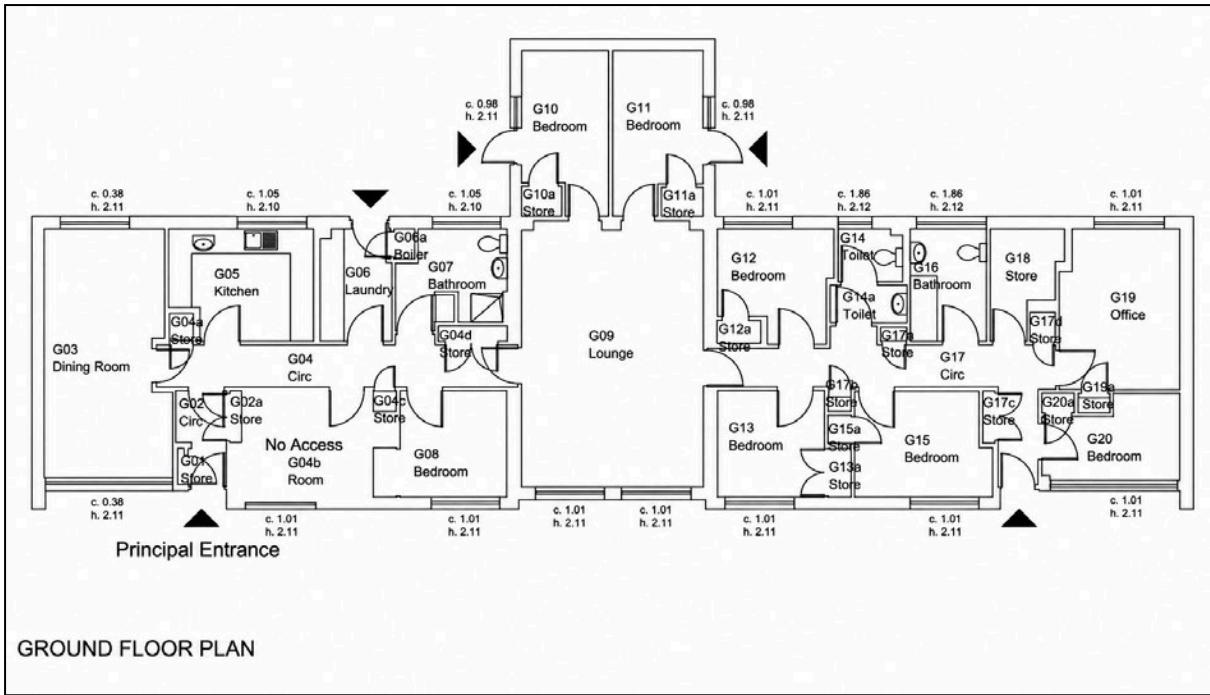 c. 0.98
h. 2.11
G10
Bedroom
G11
Bedroom
c. 0.98
h. 2.11
G10a
Store
G11a
Store
c. 0.38
h. 2.11
c. 1.05
h. 2.10
c. 1.05
h. 2.10
c. 1.01
h. 2.11
c. 1.86
h. 2.12
c. 1.86
h. 2.12
c. 1.01
h. 2.11
G06a
Boiler
G05
Kitchen
G06
Laundry
G07
Bathroom
G12
Bedroom
G14
Toilet
G16
Bathroom
G18
Store
G14a
Toilet
G19
Office
G04a
Store
G03
Dining Room
G04
Circ
G04d
Store
G09
Lounge
G12a
Store
G17a
Store
G17
Circ
G17d
Store
G02
Circ
G02a
Store
G04c
Store
G17b
Store
G17c
Store
G19a
Store
G20a
Store
No Access
G04b
Room
G08
Bedroom
G13
Bedroom
G15a
Store
G15
Bedroom
G20
Bedroom
G01
Store
G13a
Store
c. 0.38
h. 2.11
c. 1.01
h. 2.11
c. 1.01
h. 2.11
c. 1.01
h. 2.11
c. 1.01
h. 2.11
c. 1.01
h. 2.11
c. 1.01
h. 2.11
c. 1.01
h. 2.11
Principal Entrance
GROUND FLOOR PLAN